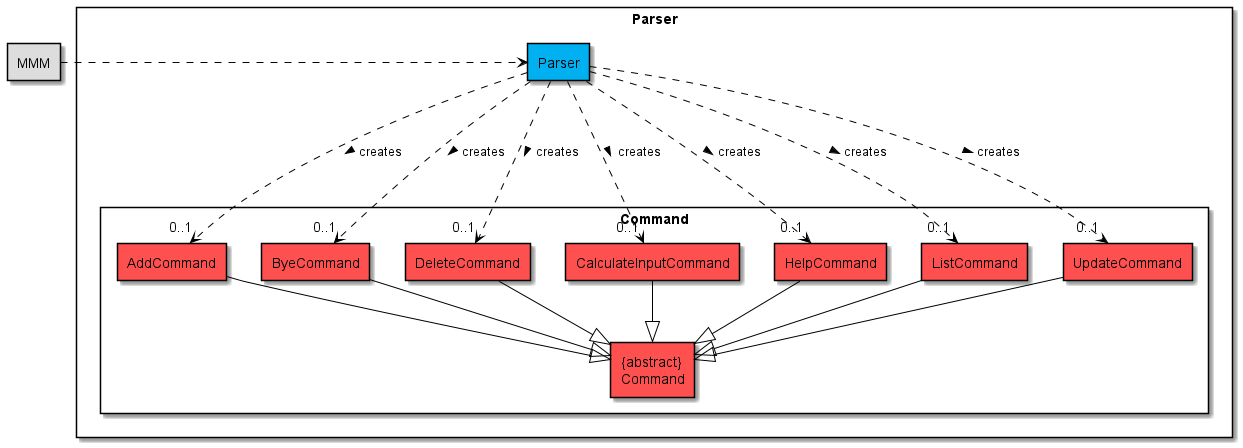 Parser
MMM
Parser
creates
creates
creates
creates
creates
creates
creates
Command
0..1
0..1
0..1
0..1
0..1
0..1
0..1
AddCommand
ByeCommand
DeleteCommand
CalculateInputCommand
HelpCommand
ListCommand
UpdateCommand
{abstract}
Command